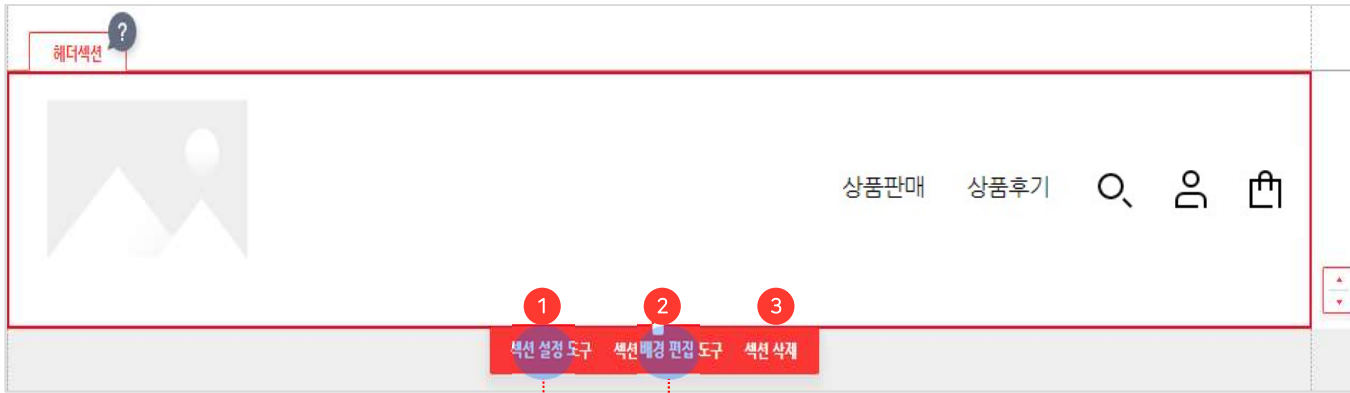 ?
헤더섹션
상품판매 상품후기
1 2 3
섹션 설정 도구 섹션 배경 편집 도구 섹션 삭제